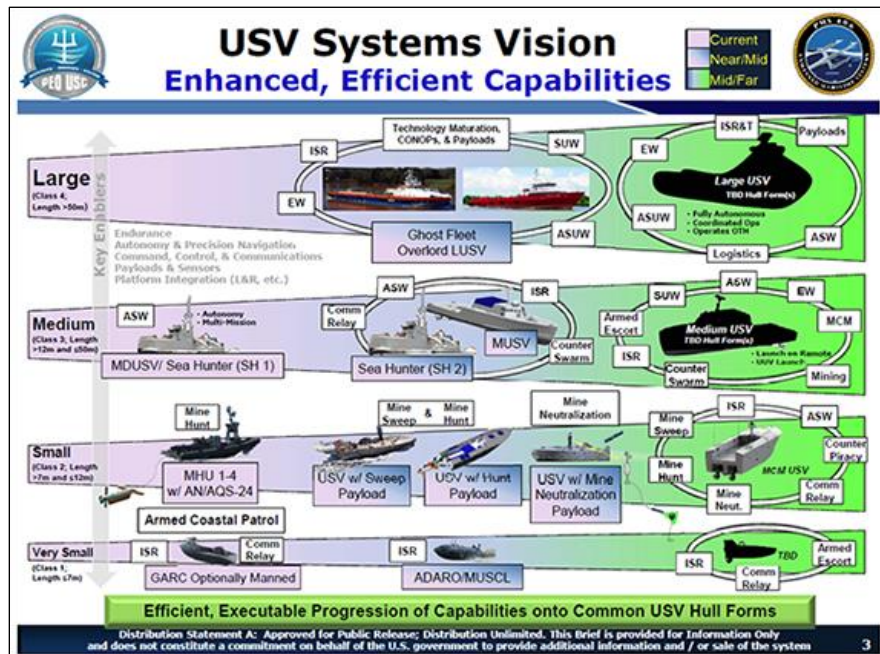 USV Systems Vision
Enhanced, Efficient Capabilities
Current
Near/Mid
Mid/Far
PEO USC
Key Enablers
Large
(Class 4;
Length >50m)
ISR
EW
Technology Maturation,
CONOPs, & Payloads
SUW
ASUW
Ghost Fleet
Overlord LUSV
ISR&T
Payloads
EW
Large USV
TBD Hull Form(s)
ASUW
• Fully Autonomous
• Coordinated Ops
• Operates OTH
ASW
Logistics
Endurance
Autonomy & Precision Navigation
Command, Control, & Communications
Payloads & Sensors
Platform Integration (L&R, etc.)
Medium
(Class 3; Length
>12m and ≤50m)
ASW
• Autonomy
• Multi-Mission
MDUSV/ Sea Hunter (SH 1)
ASW
ISR
Comm
Relay
MUSV
Counter
Swarm
Sea Hunter (SH 2)
SUW
ASW
EW
Armed
Escort
MCM
Medium USV
TBD Hull Form(s)
ISR
• Launch on Remote
• UUV Launch
Counter
Swarm
Mining
Small
(Class 2; Length
>7m and ≤12m)
Mine
Hunt
MHU 1-4
w/ AN/AQS-24
Mine
Sweep
&
Mine
Hunt
USV w/ Sweep
Payload
USV w/ Hunt
Payload
Mine
Neutralization
USV w/ Mine
Neutralization
Payload
Mine
Sweep
ISR
ASW
Counter
Piracy
Mine
Hunt
MCM USV
Mine
Neut.
Comm
Relay
Armed Coastal Patrol
Very Small
(Class 1;
Length ≤7m)
ISR
Comm
Relay
GARC Optionally Manned
ISR
ADARO/MUSCL
ISR
TBD
Armed
Escort
Comm
Relay
Efficient, Executable Progression of Capabilities onto Common USV Hull Forms
Distribution Statement A: Approved for Public Release; Distribution Unlimited. This Brief is provided for Information Only
and does not constitute a commitment on behalf of the U.S. government to provide additional information and / or sale of the system
3